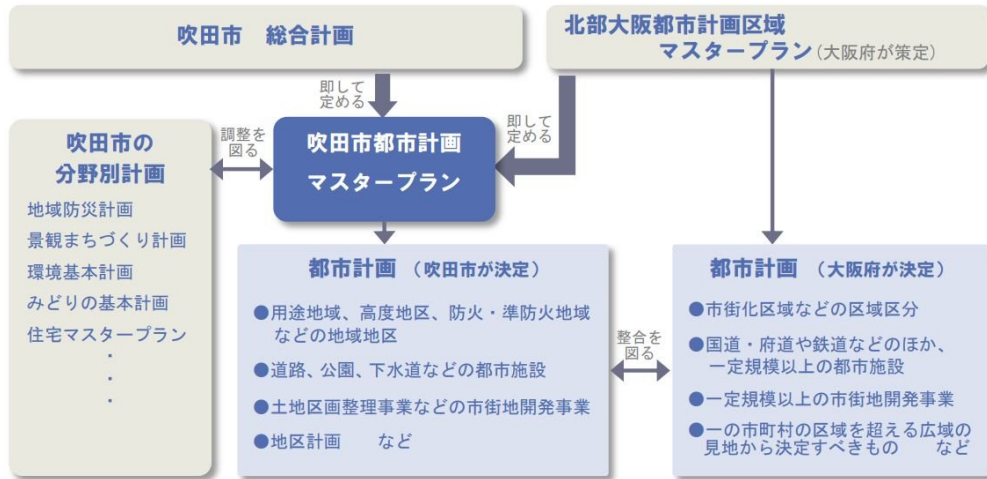 吹田市　総合計画
北部大阪都市計画区域
マスタープラン(大阪府が策定)
即して
定める
即して
定める
調整を
図る
吹田市の
分野別計画
地域防災計画
景観まちづくり計画
環境基本計画
みどりの基本計画
住宅マスタープラン
・
・
・
吹田市都市計画
マスタープラン
都市計画　(吹田市が決定)
●用途地域、高度地区、防火・準防火地域
などの地域地区
●道路、公園、下水道などの都市施設
●土地区画整理事業などの市街地開発事業
●地区計画　　など
整合を
図る
都市計画　(大阪府が決定)
●市街化区域などの区域区分
●国道・府道や鉄道などのほか、
一定規模以上の都市施設
●一定規模以上の市街地開発事業
●一の市町村の区域を超える広域の
見地から決定すべきもの　　など